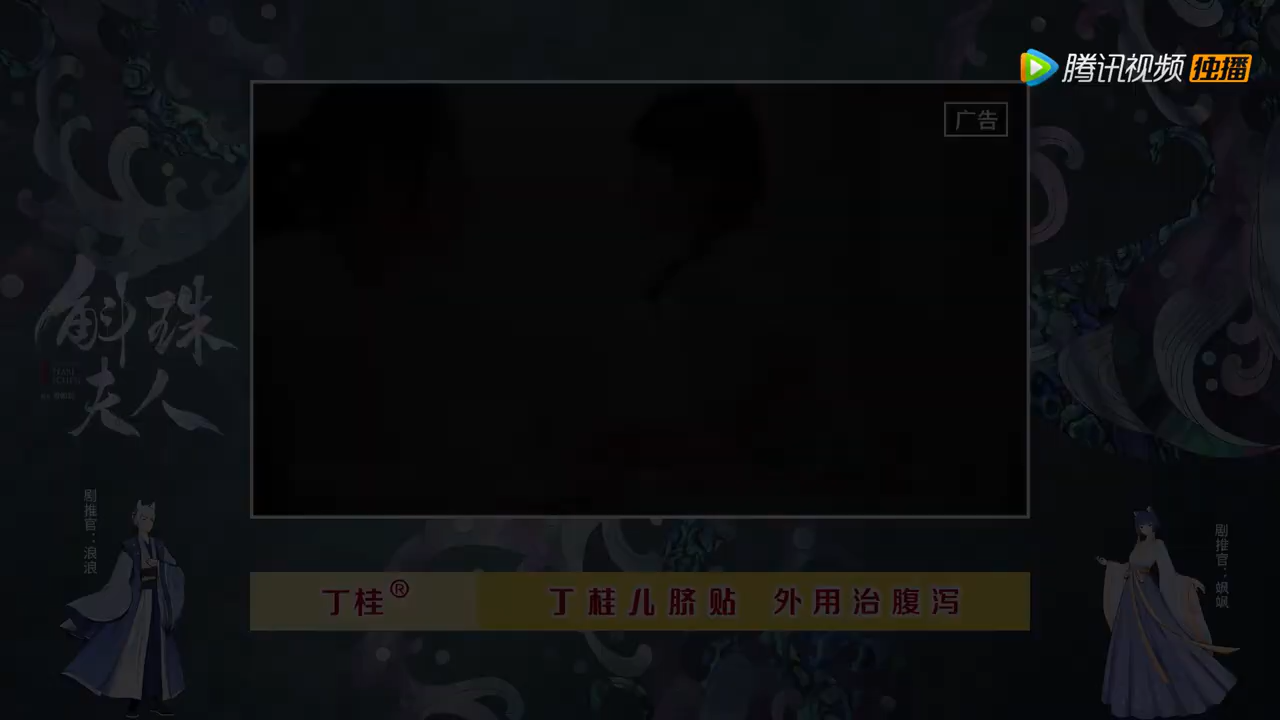 腾讯视频 独播
广告
斛珠
夫人
剧推官：浪浪
剧推官：飒飒
丁桂® 丁桂儿脐贴 外用治腹泻